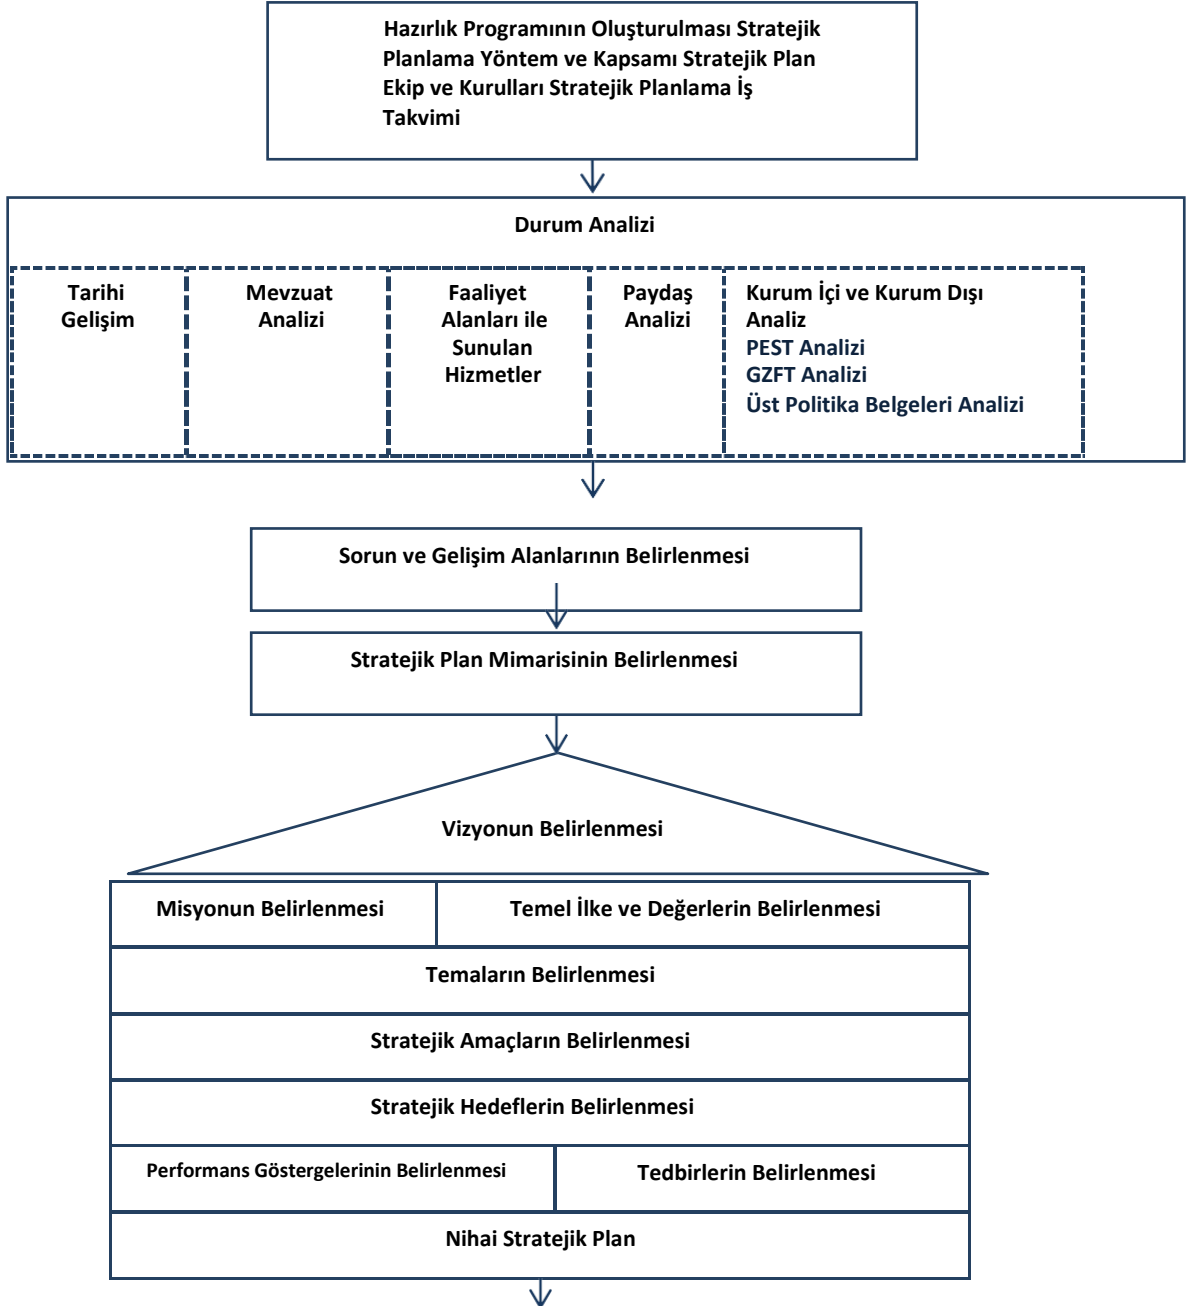 Hazırlık Programının Oluşturulması Stratejik
Planlama Yöntem ve Kapsamı Stratejik Plan
Ekip ve Kurulları Stratejik Planlama İş
Takvimi
Durum Analizi
Tarihi
Gelişim
Mevzuat
Analizi
Faaliyet
Alanları ile
Sunulan
Hizmetler
Paydaş
Analizi
Kurum İçi ve Kurum Dışı
Analiz
PEST Analizi
GZFT Analizi
Üst Politika Belgeleri Analizi
Sorun ve Gelişim Alanlarının Belirlenmesi
Stratejik Plan Mimarisinin Belirlenmesi
Vizyonun Belirlenmesi
Misyonun Belirlenmesi
Temel İlke ve Değerlerin Belirlenmesi
Temaların Belirlenmesi
Stratejik Amaçların Belirlenmesi
Stratejik Hedeflerin Belirlenmesi
Performans Göstergelerinin Belirlenmesi
Tedbirlerin Belirlenmesi
Nihai Stratejik Plan